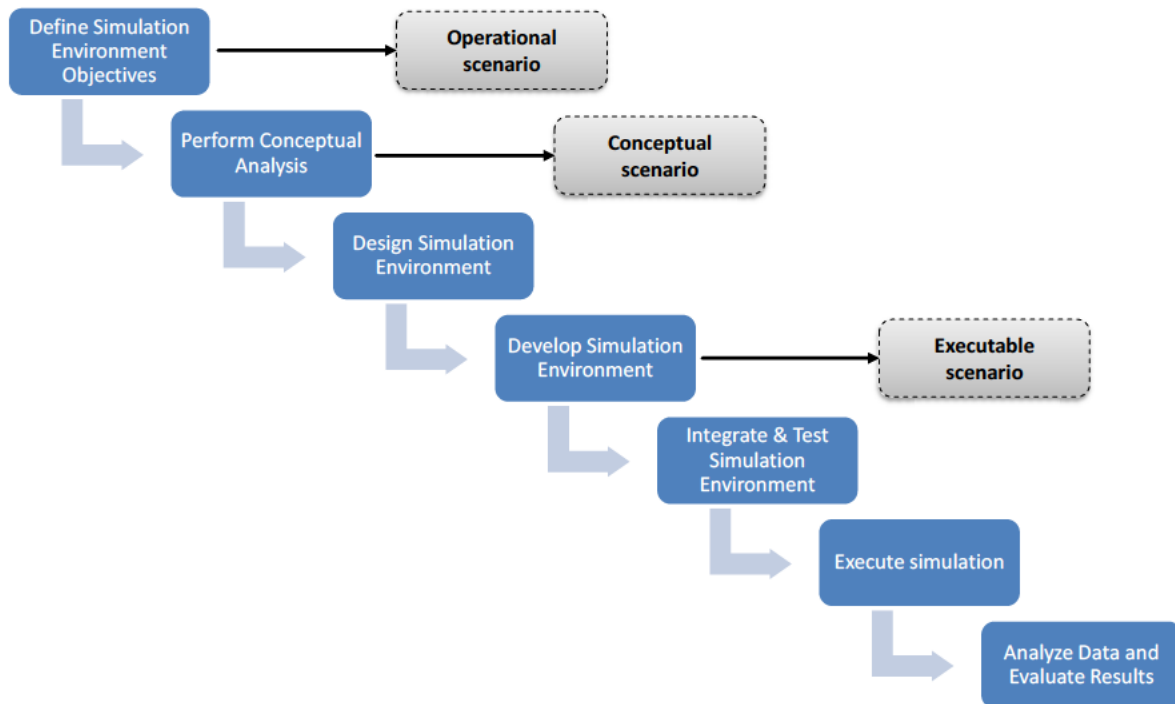 Define Simulation
Environment
Objectives
Operational
scenario
Perform Conceptual
Analysis
Conceptual
scenario
Design Simulation
Environment
Develop Simulation
Environment
Executable
scenario
Integrate & Test
Simulation
Environment
Execute simulation
Analyze Data and
Evaluate Results